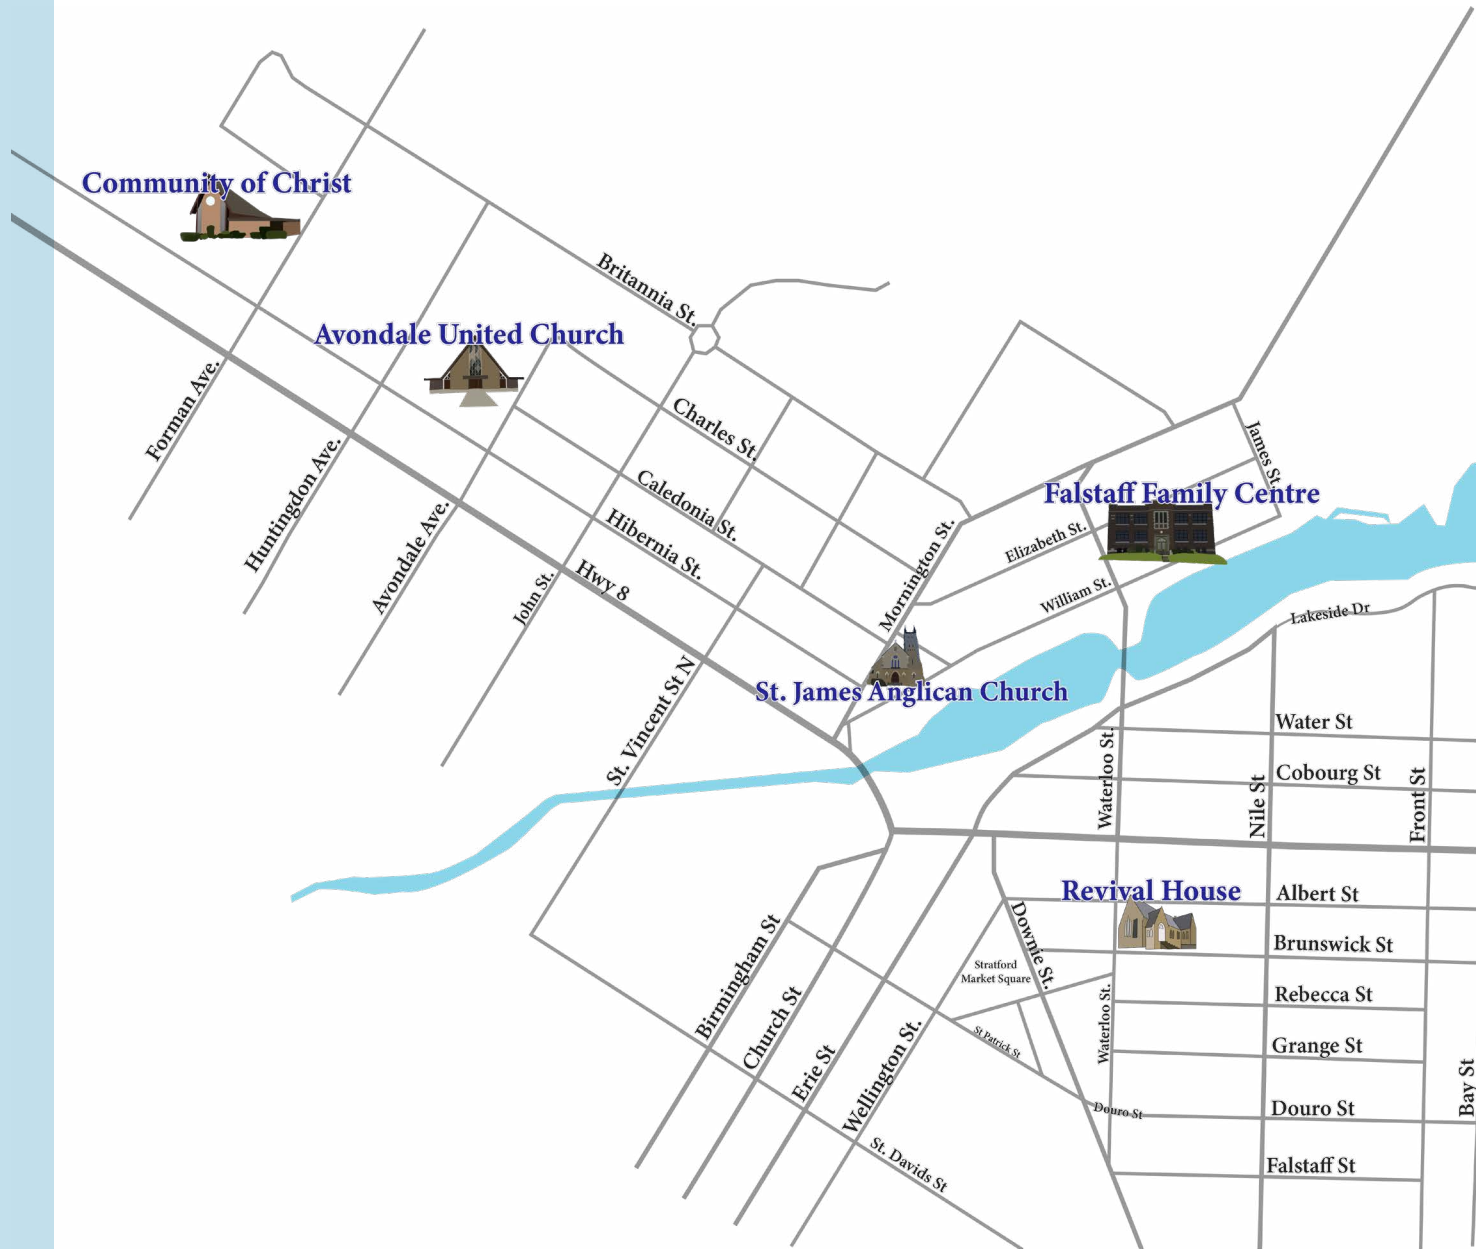 Community of Christ
Britannia St.
Avondale United Church
Forman Ave.
Huntingdon Ave.
Avondale Ave.
John St.
Charles St.
Caledonia St.
Hibernia St.
Hwy 8
James St.
Falstaff Family Centre
Elizabeth St.
William St.
Mornington St.
Lakeside Dr
St. James Anglican Church
St. Vincent St N
Water St
Cobourg St
Waterloo St.
Nile St
Front St
Revival House
Albert St
Brunswick St
Downie St.
Stratford
Market Square
Rebecca St
Birmingham St
Church St
Erie St
Wellington St.
St Patrick St
Waterloo St.
Grange St
Douro St
Douro St
Bay St
Falstaff St
St. Davids St